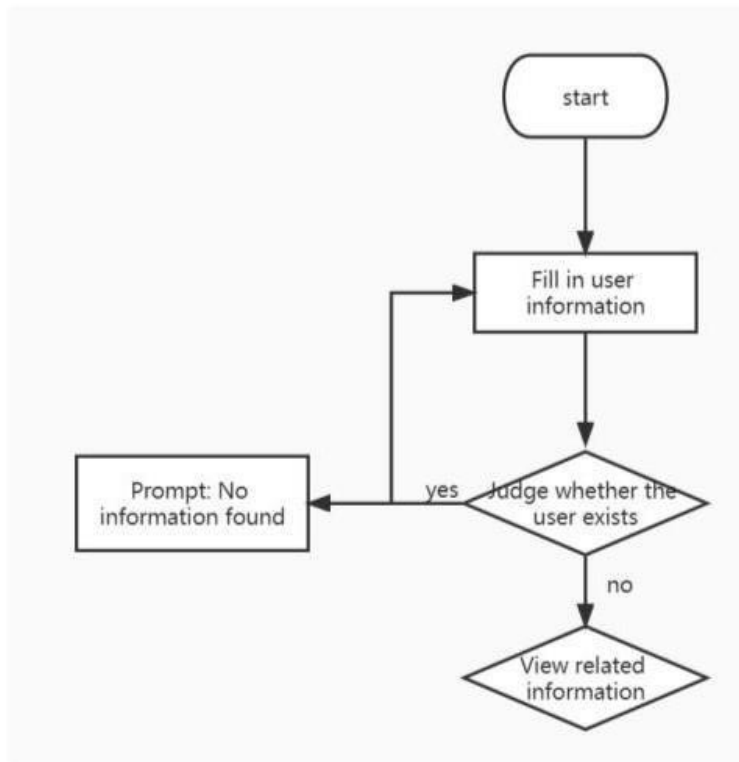 start
Fill in user
information
Prompt: No
information found
yes
Judge whether the
user exists
no
View related
information